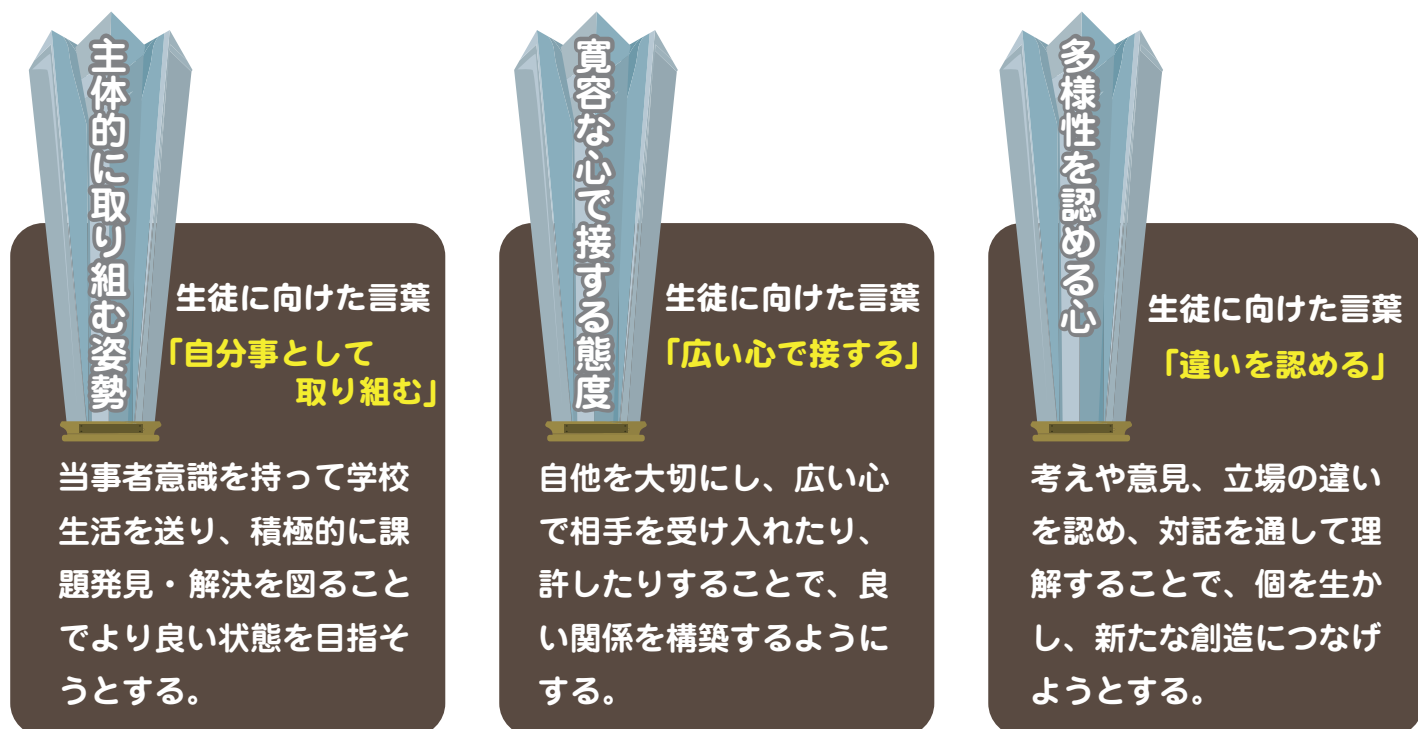 主体的に取り組む姿勢
生徒に向けた言葉
「自分事として
取り組む」
当事者意識を持って学校
生活を送り、積極的に課
題発見・解決を図ること
でより良い状態を目指そ
うとする。
寛容な心で接する態度
生徒に向けた言葉
「広い心で接する」
自他を大切にし、広い心
で相手を受け入れたり、
許したりすることで、良
い関係を構築するように
する。
多様性を認める心
生徒に向けた言葉
「違いを認める」
考えや意見、立場の違い
を認め、対話を通して理
解することで、個を生か
し、新たな創造につなげ
ようとする。